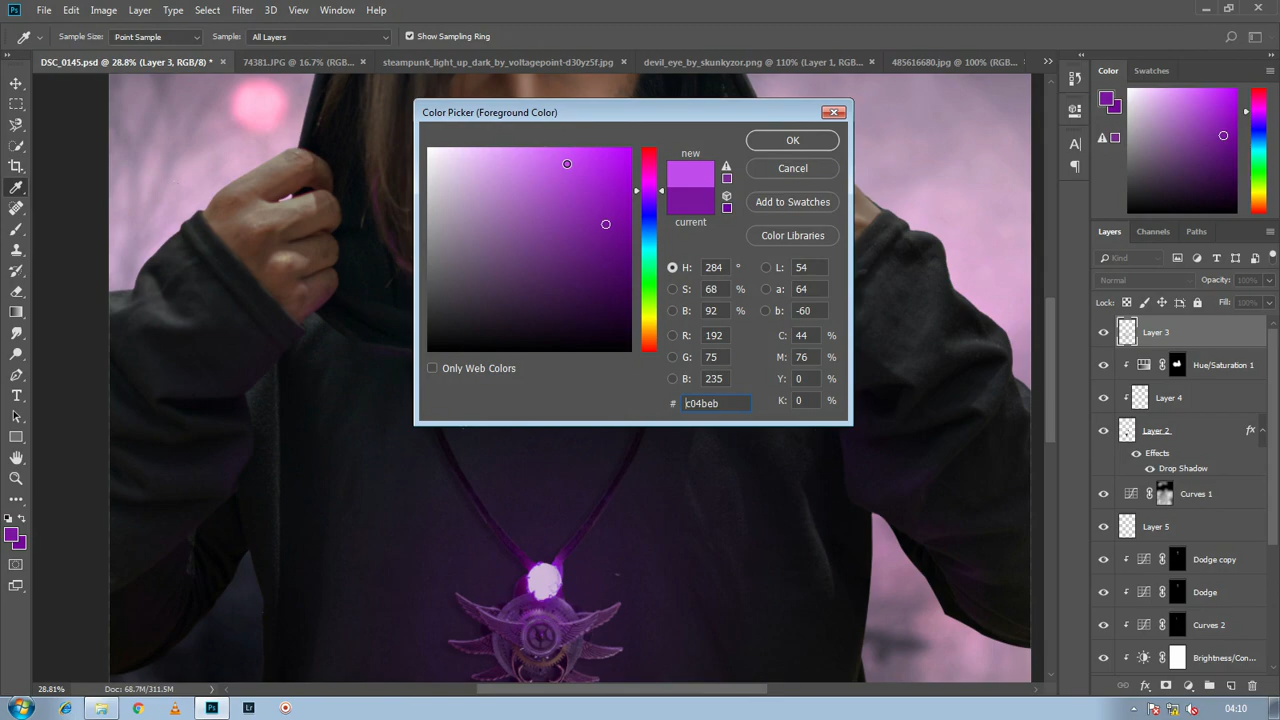 Ps File Edit Image Layer Type Select Filter 3D View Window Help
Sample Size: Point Sample Sample: All Layers Show Sampling Ring
DSC_0145.psd @ 28.8% (Layer 3, RGB/8) * × 74381.JPG @ 16.7% (RGB/8) × steampunk_light_up_dark_by_voltagepoint-d30yz5f.jpg × devil_eye_by_skunkyzor.png @ 110% (Layer 1, RGB... × 485616680.jpg @ 100% (RGB... ×
Color Picker (Foreground Color)
new
current
OK
Cancel
Add to Swatches
Color Libraries
H: 284 ° L: 54
S: 68 % a: 64
B: 92 % b: -60
R: 192 C: 44 %
G: 75 M: 76 %
B: 235 Y: 0 %
# c04beb K: 0 %
Only Web Colors
Color Swatches
Layers Channels Paths
Kind
Normal Opacity: 100%
Lock: Fill: 100%
Layer 3
Hue/Saturation 1
Layer 4
Layer 2 fx
Effects
Drop Shadow
Curves 1
Layer 5
Dodge copy
Dodge
Curves 2
Brightness/Con...
28.81% Doc: 68.7M/311.5M
Ps Lr 04:10